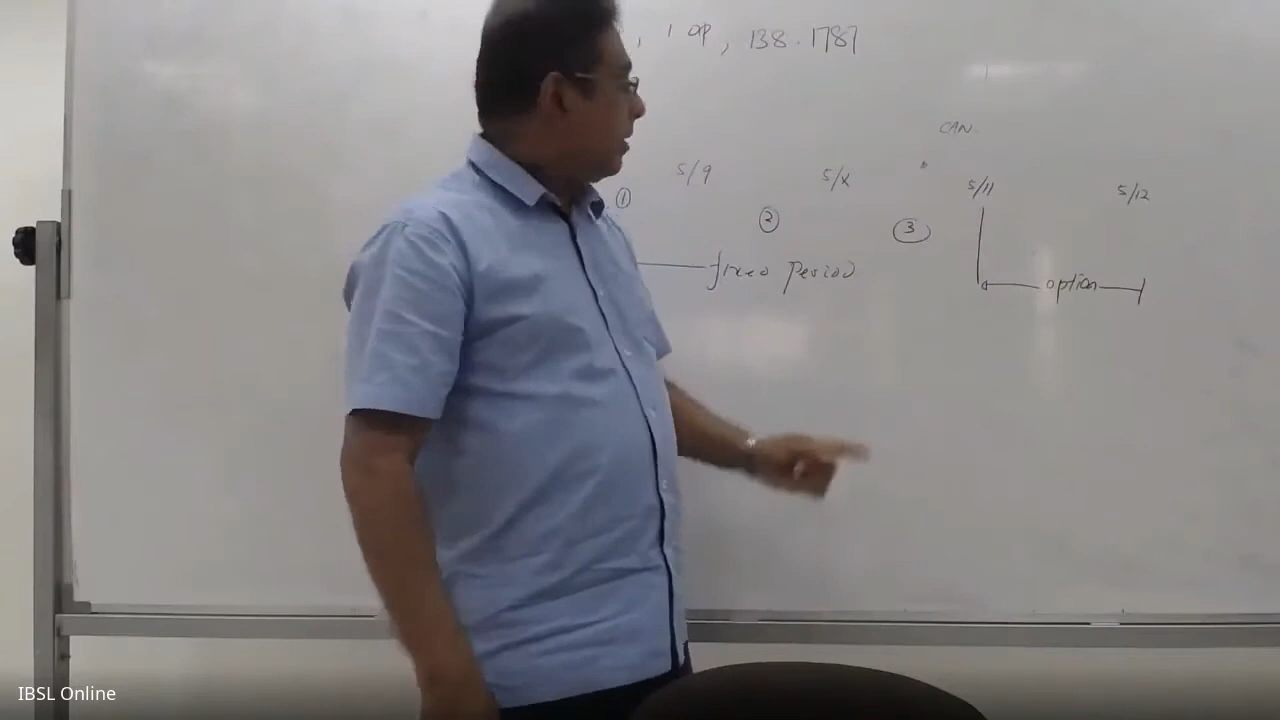 , 1 op, 138.1787
CAN
5/9 5/X 5/11 5/12
① ② ③
fixed period option
IBSL Online